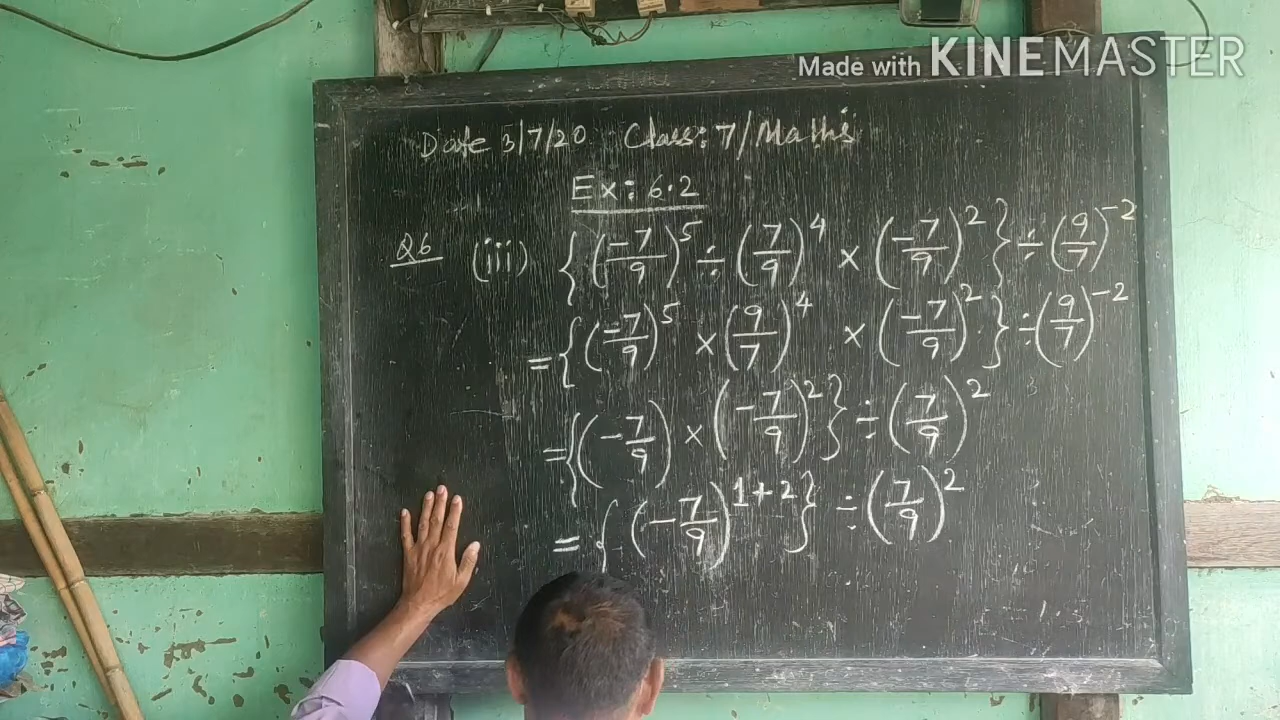 Made with KINEMASTER
Date 3/7/20 Class: 7/Maths
Ex: 6.2
Q6 (iii) {(-7/9)^5 ÷ (7/9)^4 × (-7/9)^2} ÷ (9/7)^-2
= {(-7/9)^5 × (9/7)^4 × (-7/9)^2} ÷ (9/7)^-2
= {(-7/9) × (-7/9)^2} ÷ (7/9)^2
= {(-7/9)^1+2} ÷ (7/9)^2